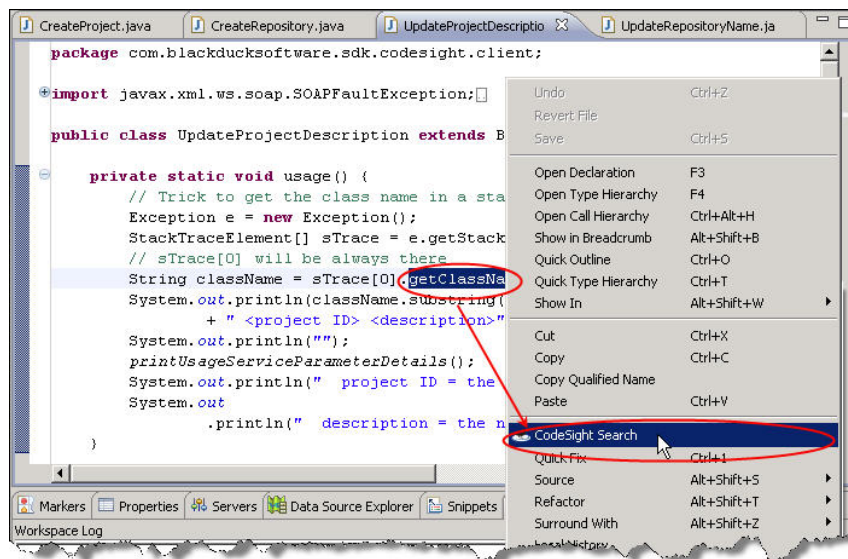 CreateProject.java CreateRepository.java UpdateProjectDescriptio UpdateRepositoryName.ja
package com.blackducksoftware.sdk.codesight.client;
import javax.xml.ws.soap.SOAPFaultException;
public class UpdateProjectDescription extends B
private static void usage() {
// Trick to get the class name in a sta
Exception e = new Exception();
StackTraceElement[] sTrace = e.getStack
// sTrace[0] will be always there
String className = sTrace[0].getClassNa
System.out.println(className.substring(
+ " <project ID> <description>"
System.out.println("");
printUsageServiceParameterDetails();
System.out.println("  project ID = the
System.out
.println("  description = the n
}
Undo Ctrl+Z
Revert File
Save Ctrl+S
Open Declaration F3
Open Type Hierarchy F4
Open Call Hierarchy Ctrl+Alt+H
Show in Breadcrumb Alt+Shift+B
Quick Outline Ctrl+O
Quick Type Hierarchy Ctrl+T
Show In Alt+Shift+W
Cut Ctrl+X
Copy Ctrl+C
Copy Qualified Name
Paste Ctrl+V
CodeSight Search
Quick Fix Ctrl+1
Source Alt+Shift+S
Refactor Alt+Shift+T
Surround With Alt+Shift+Z
Local History
Markers Properties Servers Data Source Explorer Snippets
Workspace Log